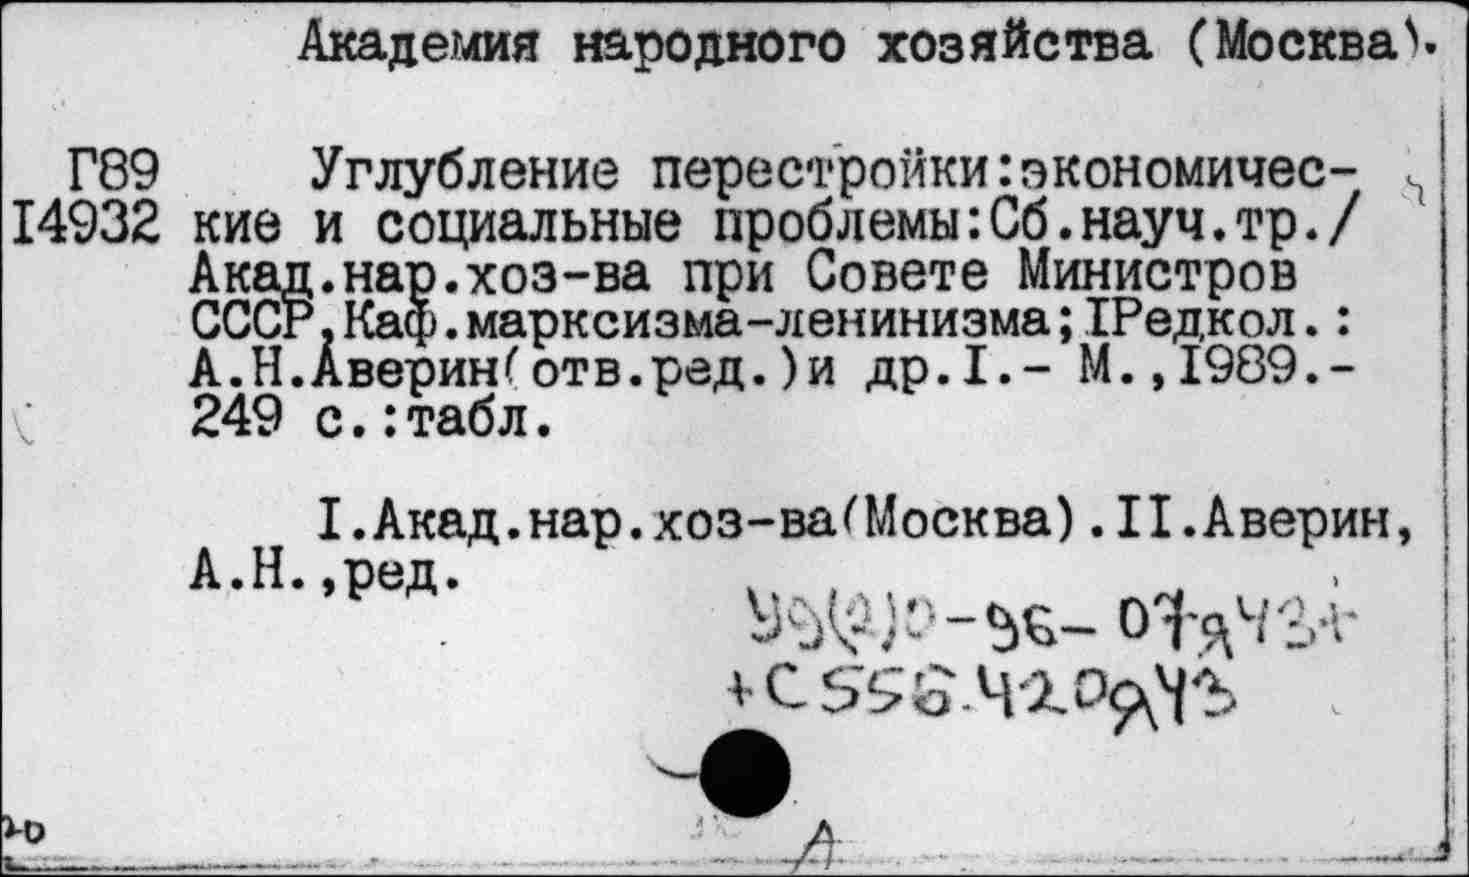 Академия народного хозяйства (Москва).
Г89 Углубление перестройки:экономичес-
14932 кие и социальные проблемы:Сб.науч.тр./
Акад.нар.хоз-ва при Совете Министров
СССР,Каф.марксизма-ленинизма;IРедкол.:
А.Н.Аверин(отв.ред.)и др.I.- М.,1989.-
249 с.:табл.
I.Акад.нар.хоз-ва(Москва).II.Аверин,
А.Н.,ред.